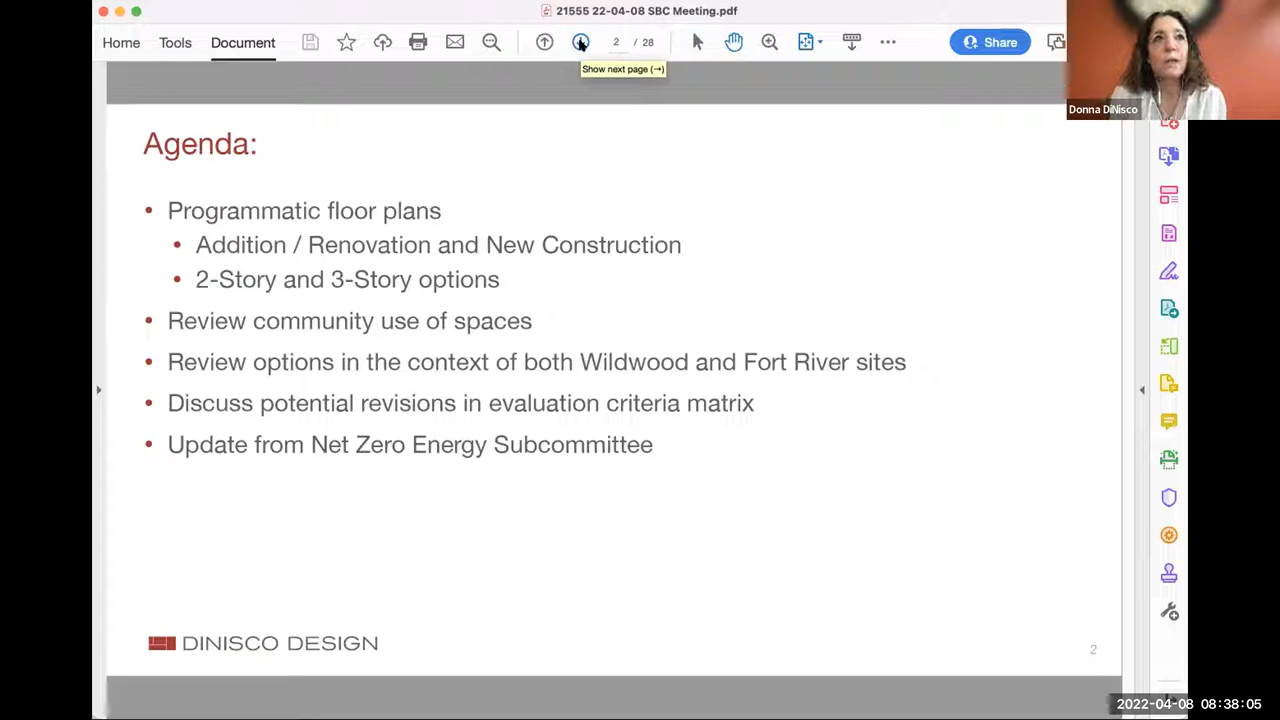 21555 22-04-08 SBC Meeting.pdf
Home Tools Document 2 / 28 Share
Show next page (→)
Donna DiNisco
Agenda:
• Programmatic floor plans
• Addition / Renovation and New Construction
• 2-Story and 3-Story options
• Review community use of spaces
• Review options in the context of both Wildwood and Fort River sites
• Discuss potential revisions in evaluation criteria matrix
• Update from Net Zero Energy Subcommittee
DINISCO DESIGN
2
2022-04-08 08:38:05